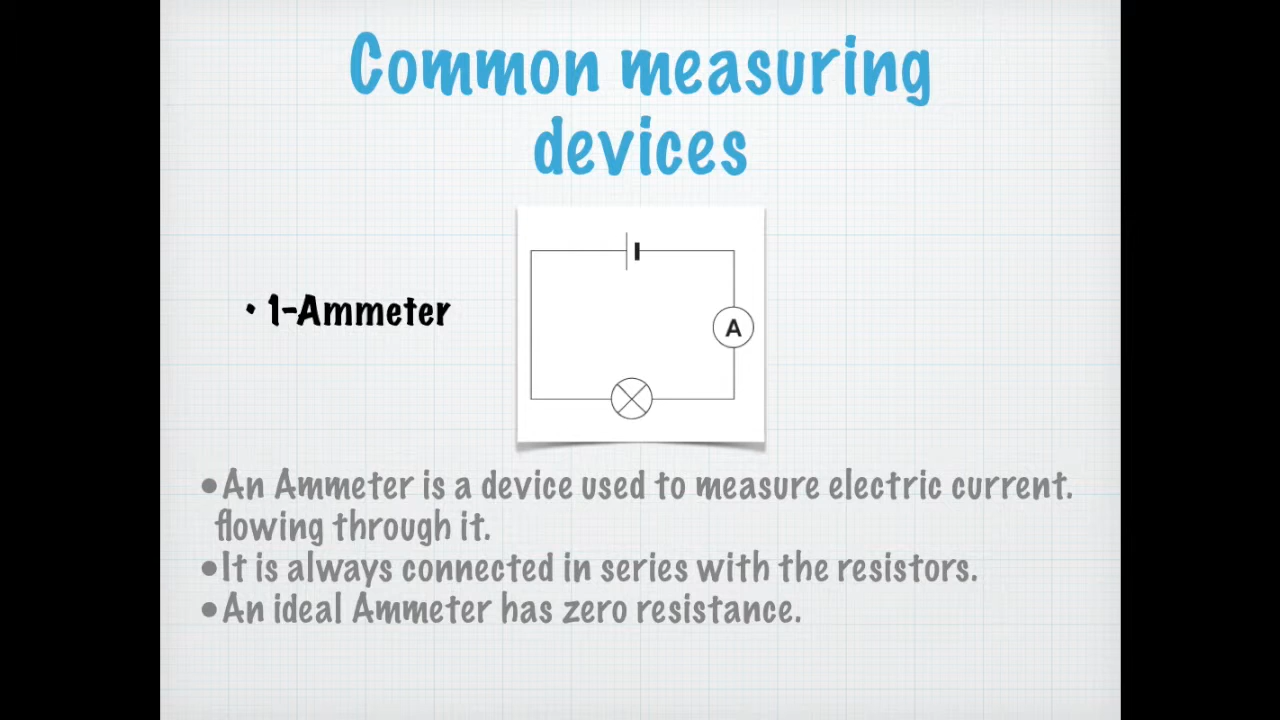 Common measuring
devices
• 1-Ammeter
A
•An Ammeter is a device used to measure electric current.
flowing through it.
•It is always connected in series with the resistors.
•An ideal Ammeter has zero resistance.